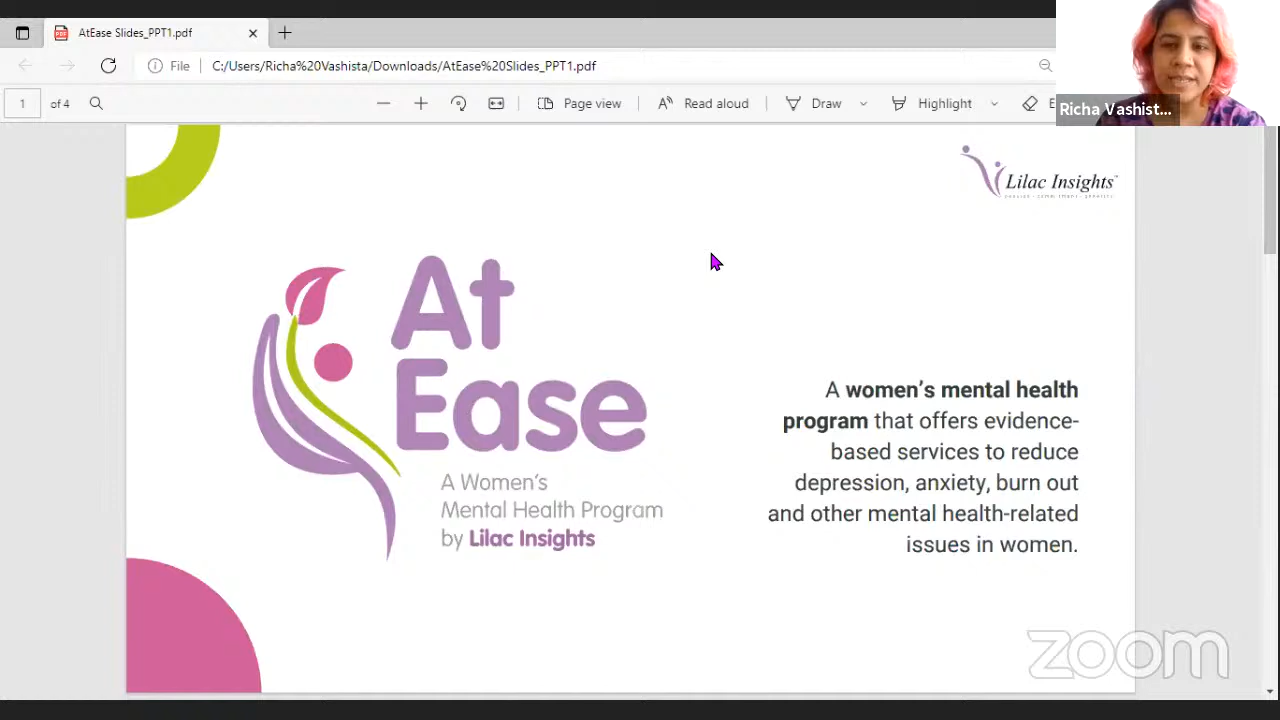 AtEase Slides_PPT1.pdf
File C:/Users/Richa%20Vashista/Downloads/AtEase%20Slides_PPT1.pdf
1 of 4 Page view Read aloud Draw Highlight
Richa Vashist...
Lilac Insights
At
Ease
A Women's
Mental Health Program
by Lilac Insights
A women's mental health
program that offers evidence-
based services to reduce
depression, anxiety, burn out
and other mental health-related
issues in women.
zoom